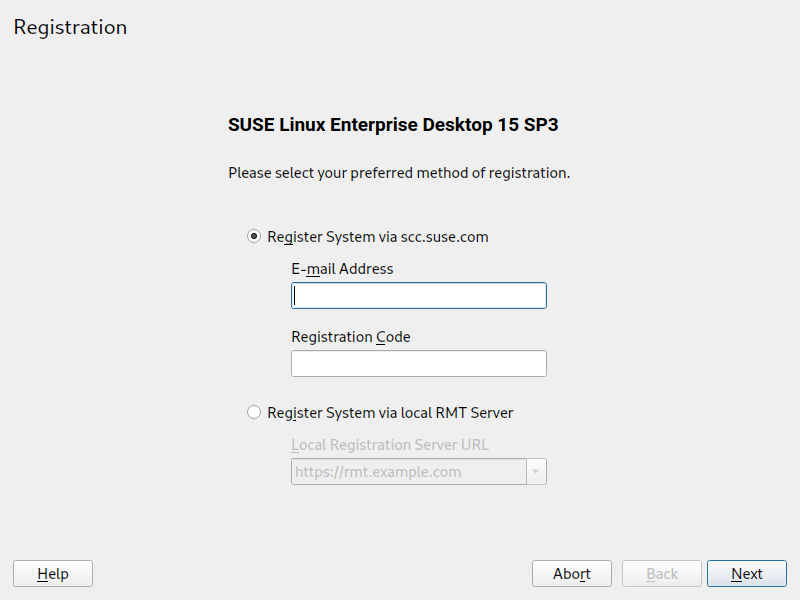 Registration
SUSE Linux Enterprise Desktop 15 SP3
Please select your preferred method of registration.
Register System via scc.suse.com
E-mail Address
Registration Code
Register System via local RMT Server
Local Registration Server URL
https://rmt.example.com
Help Abort Back Next